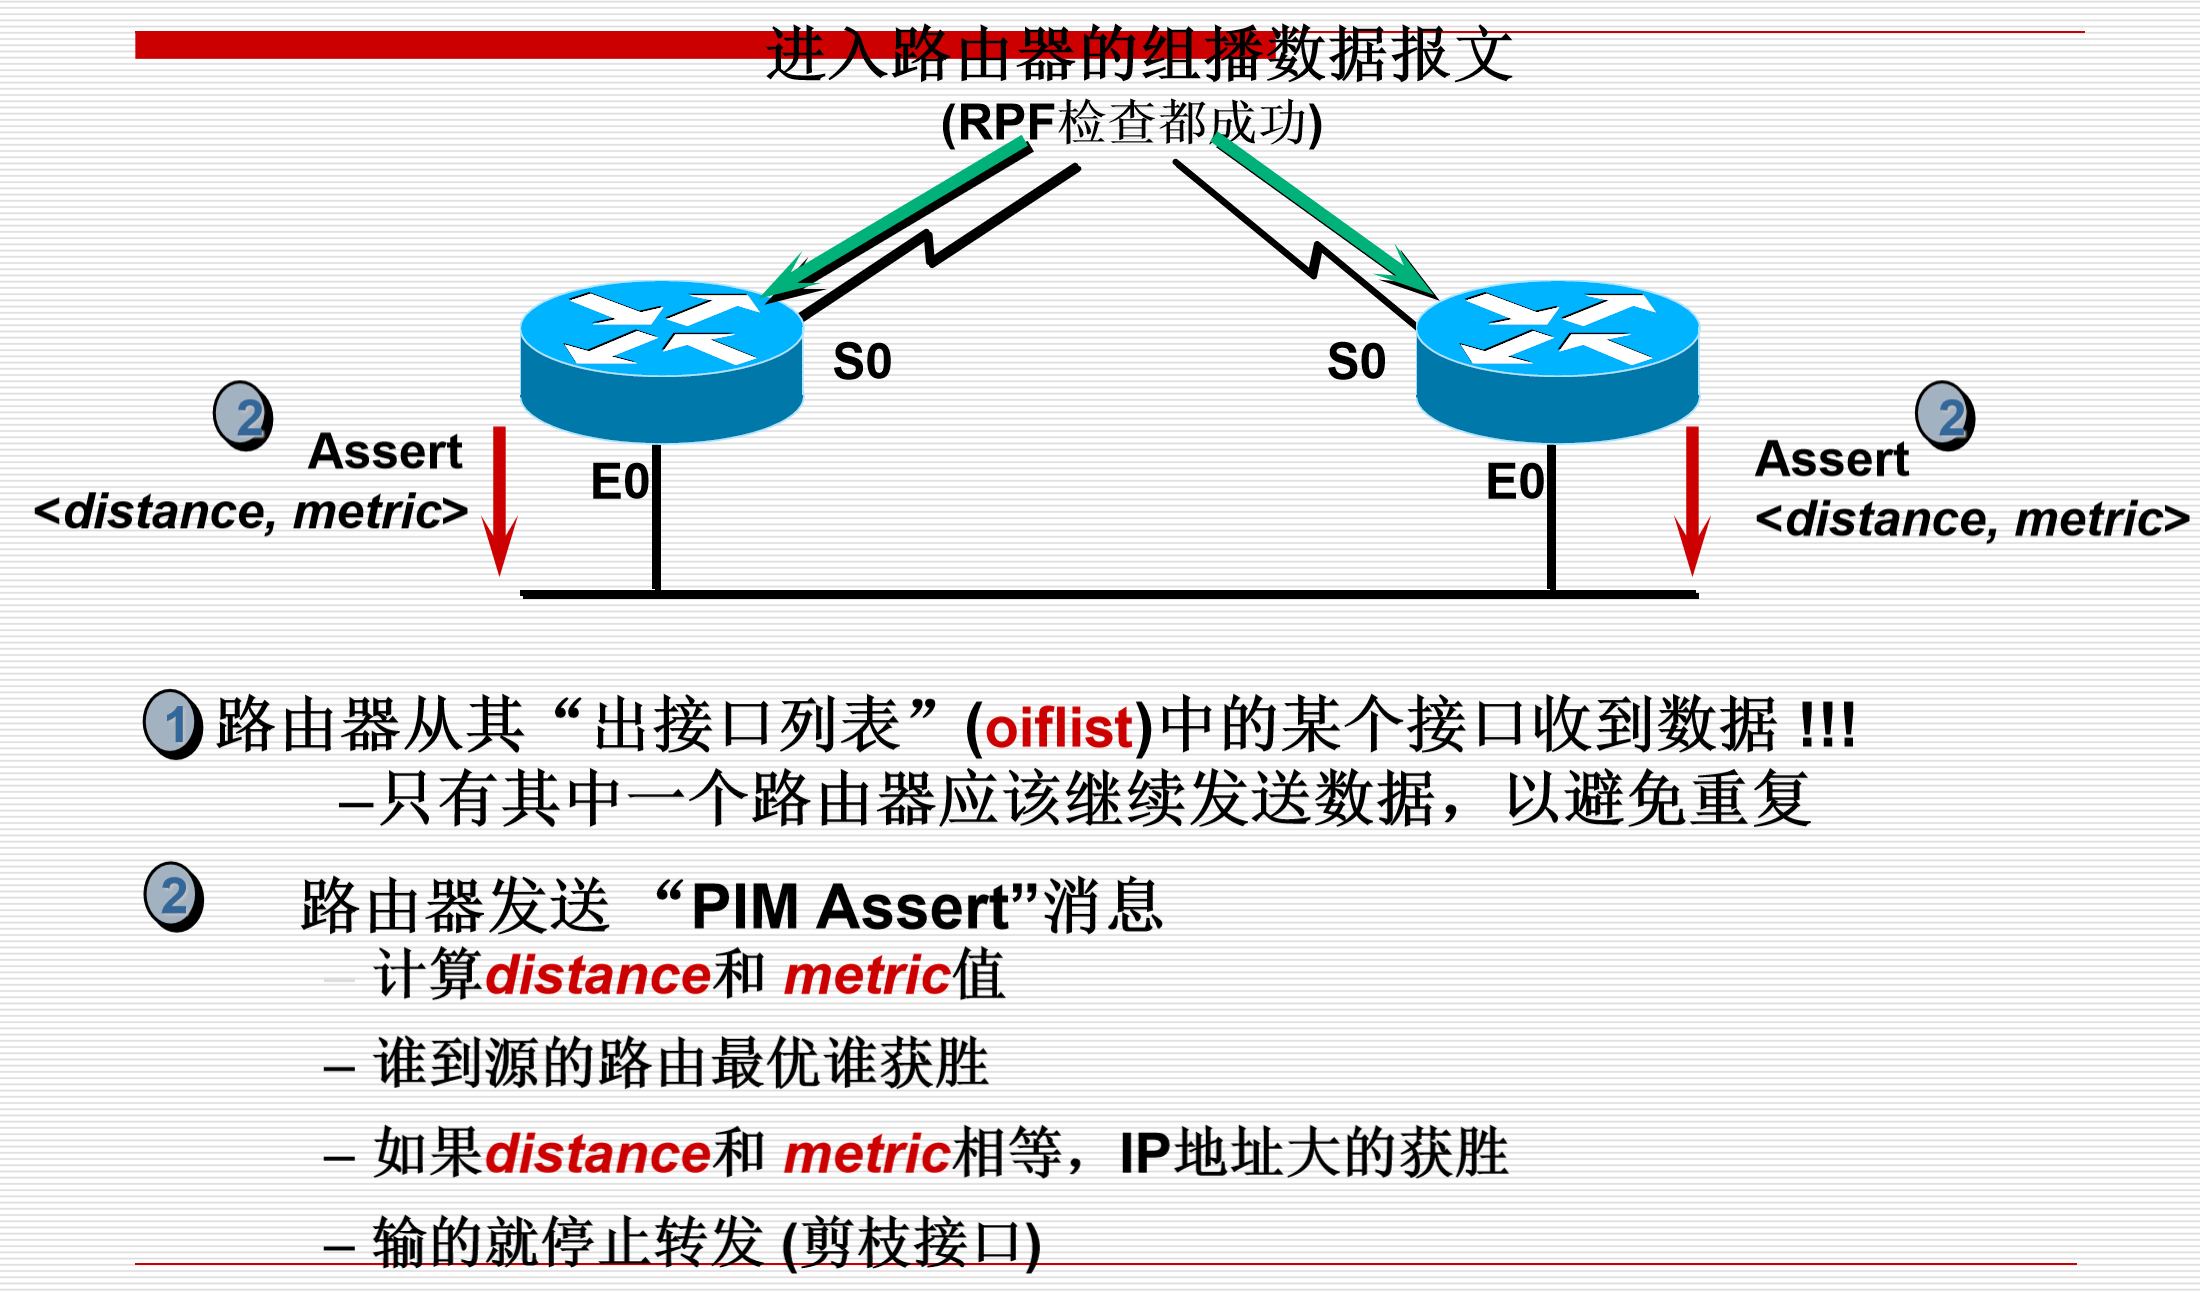 进入路由器的组播数据报文
(RPF检查都成功)
S0
S0
2
2
Assert
<distance, metric>
E0
E0
Assert
<distance, metric>
1 路由器从其“出接口列表”(oiflist)中的某个接口收到数据 !!!
–只有其中一个路由器应该继续发送数据，以避免重复
2 路由器发送 “PIM Assert”消息
– 计算distance和 metric值
– 谁到源的路由最优谁获胜
– 如果distance和 metric相等，IP地址大的获胜
– 输的就停止转发 (剪枝接口)